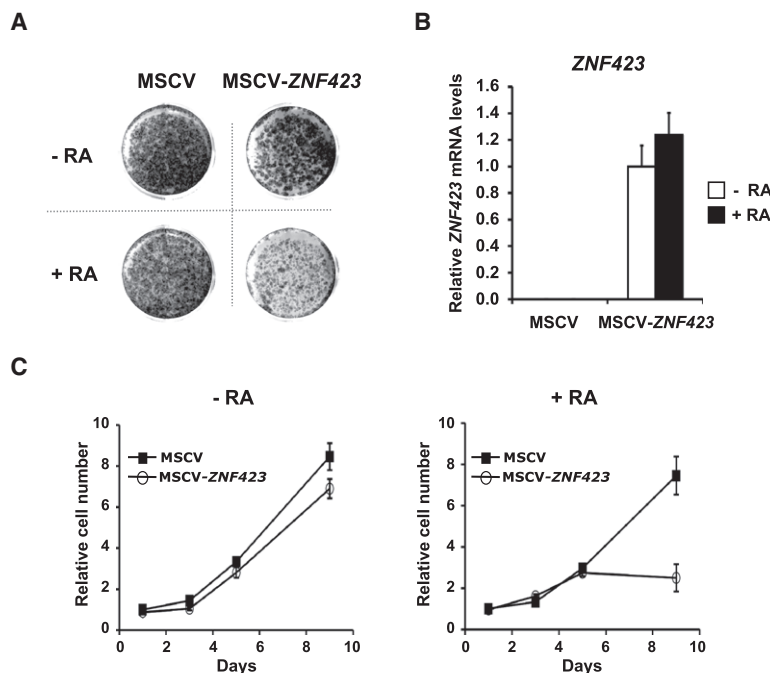 A
MSCV MSCV-ZNF423
- RA
+ RA
B
ZNF423
Relative ZNF423 mRNA levels
1.6
1.4
1.2
1.0
0.8
0.6
0.4
0.2
0.0
MSCV MSCV-ZNF423
- RA
+ RA
C
- RA
Relative cell number
10
8
6
4
2
0
MSCV
MSCV-ZNF423
0 2 4 6 8 10
Days
+ RA
Relative cell number
10
8
6
4
2
0
MSCV
MSCV-ZNF423
0 2 4 6 8 10
Days